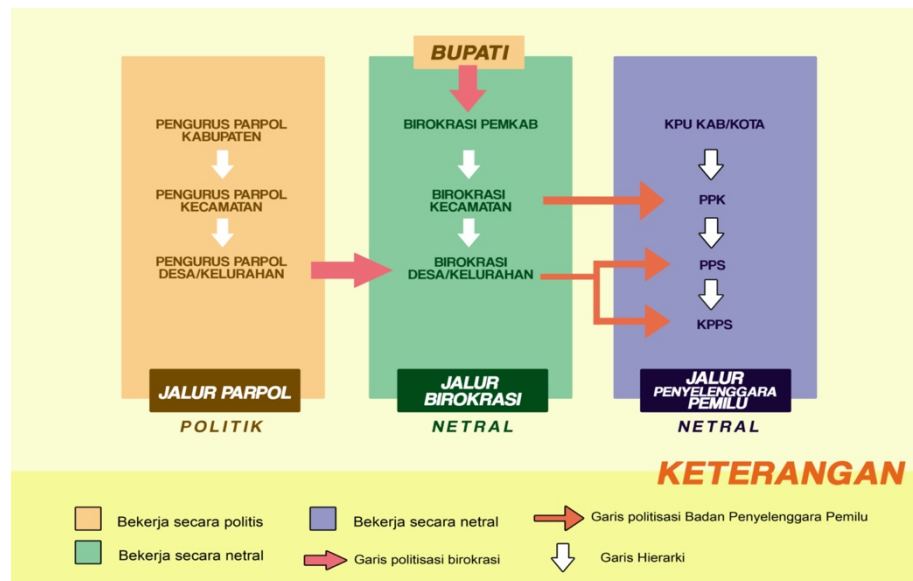 BUPATI
PENGURUS PARPOL
KABUPATEN
PENGURUS PARPOL
KECAMATAN
PENGURUS PARPOL
DESA/KELURAHAN
JALUR PARPOL
POLITIK
BIROKRASI PEMKAB
BIROKRASI
KECAMATAN
BIROKRASI
DESA/KELURAHAN
JALUR
BIROKRASI
NETRAL
KPU KAB/KOTA
PPK
PPS
KPPS
JALUR
PENYELENGGARA
PEMILU
NETRAL
KETERANGAN
Bekerja secara politis
Bekerja secara netral
Garis politisasi Badan Penyelenggara Pemilu
Bekerja secara netral
Garis politisasi birokrasi
Garis Hierarki